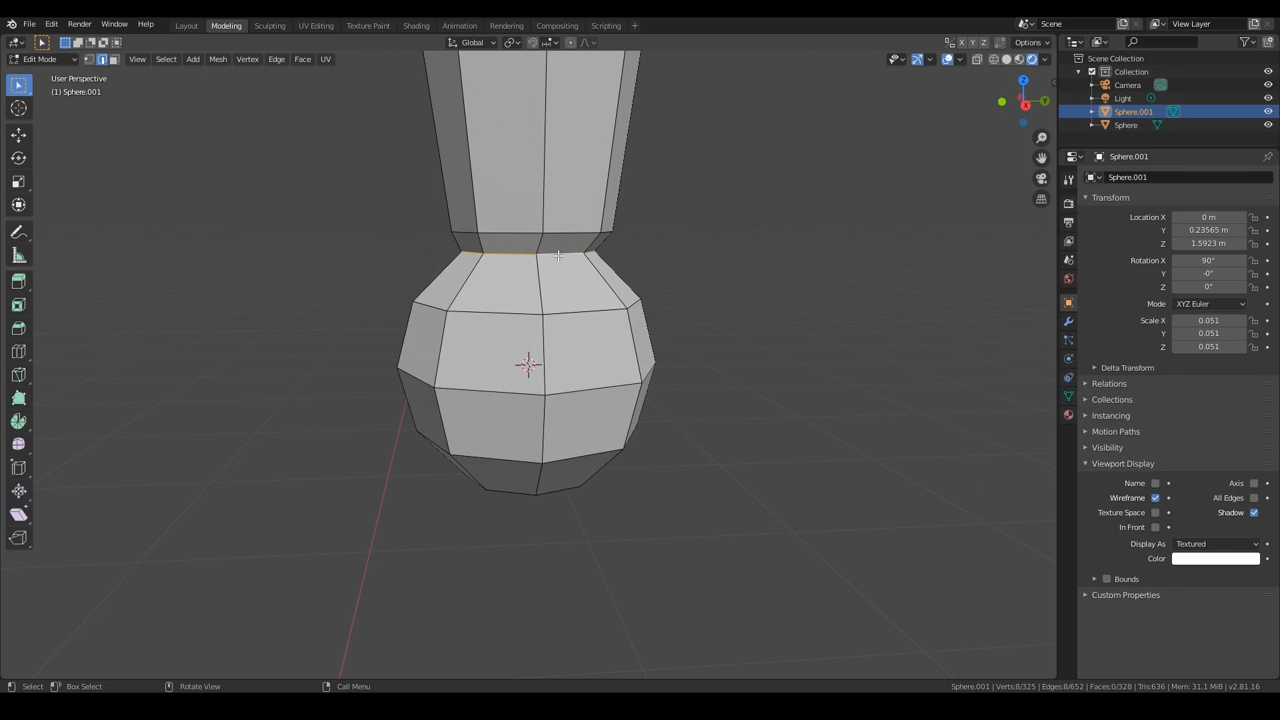 File Edit Render Window Help Layout Modeling Sculpting UV Editing Texture Paint Shading Animation Rendering Compositing Scripting + Scene View Layer
Global Options
Edit Mode View Select Add Mesh Vertex Edge Face UV
X Y Z
User Perspective
(1) Sphere.001
Z
Y
X
Scene Collection
Collection
Camera
Light
Sphere.001
Sphere
Sphere.001
Sphere.001
Transform
Location X 0 m
Y 0.23565 m
Z 1.5923 m
Rotation X 90°
Y -0°
Z 0°
Mode XYZ Euler
Scale X 0.051
Y 0.051
Z 0.051
Delta Transform
Relations
Collections
Instancing
Motion Paths
Visibility
Viewport Display
Name Axis
Wireframe All Edges
Texture Space Shadow
In Front
Display As Textured
Color
Bounds
Custom Properties
Select Box Select Rotate View Call Menu Sphere.001 | Verts:8/325 | Edges:8/652 | Faces:0/328 | Tris:636 | Mem: 31.1 MiB | v2.81.16